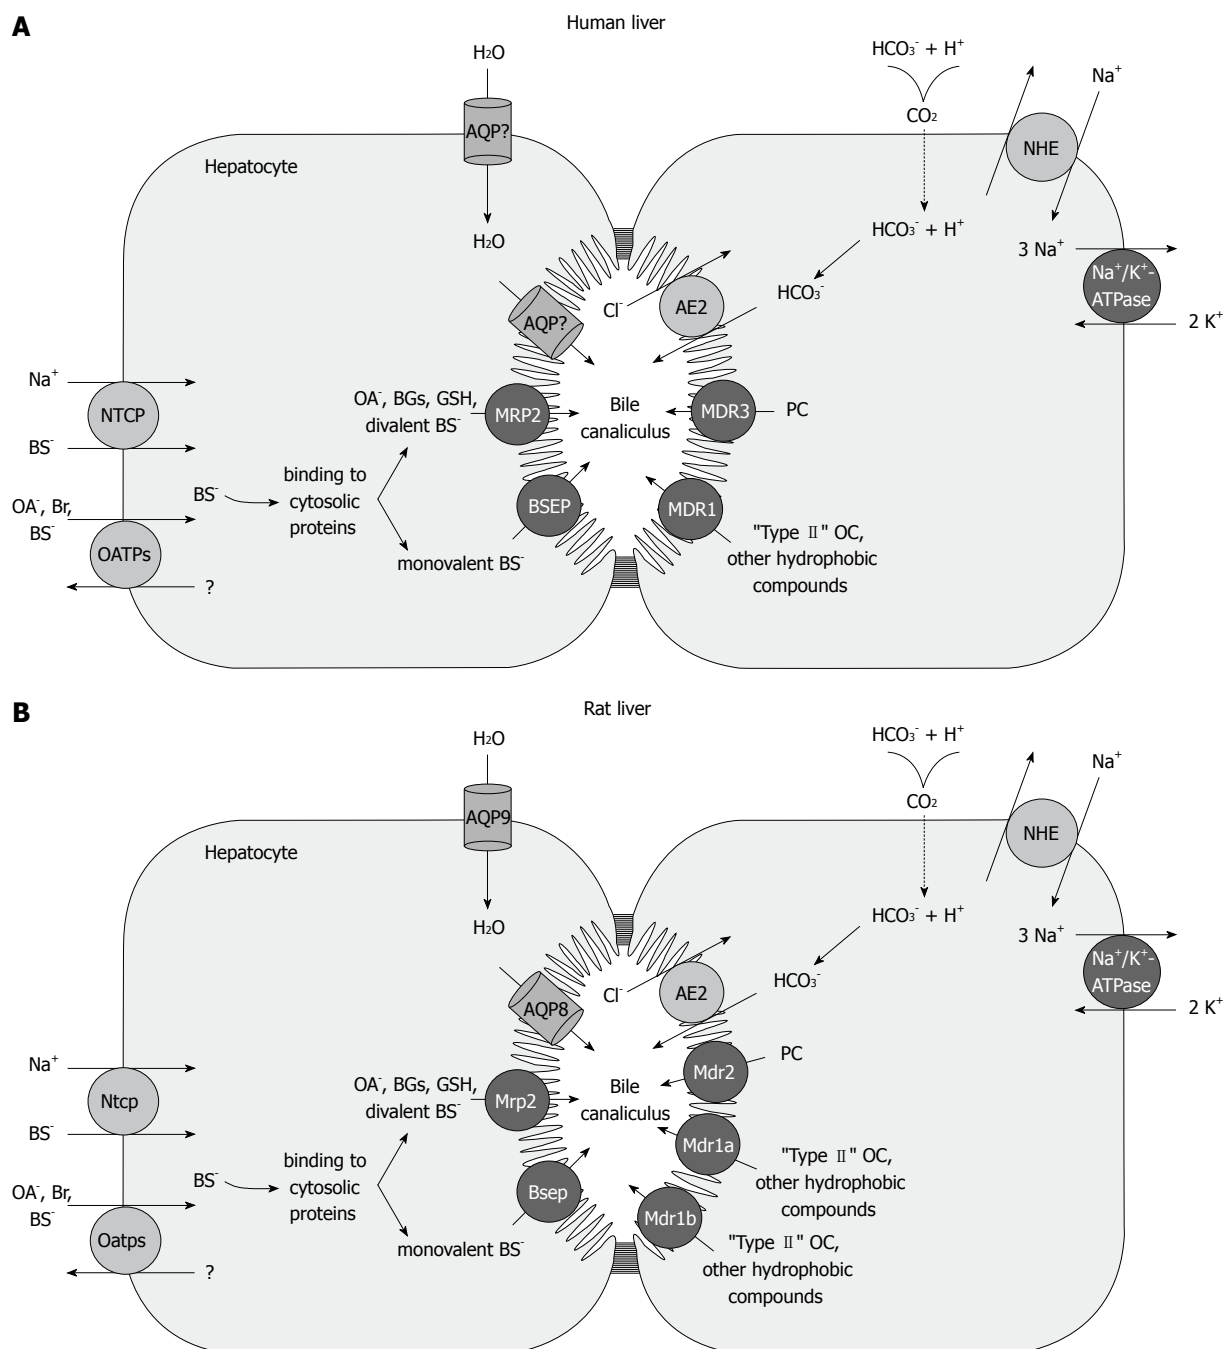 A
Human liver
H₂O
HCO₃⁻ + H⁺
Na⁺
CO₂
AQP?
NHE
Hepatocyte
H₂O
HCO₃⁻ + H⁺
3 Na⁺
Na⁺/K⁺-
ATPase
HCO₃⁻
Cl⁻
AE2
AQP?
2 K⁺
Na⁺
NTCP
OA⁻, BGs, GSH,
divalent BS⁻
MRP2
Bile
canaliculus
MDR3
PC
BS⁻
binding to
cytosolic
proteins
BS⁻
OA⁻, Br,
BS⁻
BSEP
MDR1
OATPs
monovalent BS⁻
"Type Ⅱ" OC,
other hydrophobic
compounds
?
B
Rat liver
H₂O
HCO₃⁻ + H⁺
Na⁺
CO₂
AQP9
NHE
Hepatocyte
H₂O
HCO₃⁻ + H⁺
3 Na⁺
Na⁺/K⁺-
ATPase
HCO₃⁻
Cl⁻
AE2
AQP8
2 K⁺
Na⁺
Ntcp
OA⁻, BGs, GSH,
divalent BS⁻
Mrp2
Bile
canaliculus
Mdr2
PC
BS⁻
Mdr1a
binding to
cytosolic
proteins
BS⁻
OA⁻, Br,
BS⁻
Bsep
"Type Ⅱ" OC,
other hydrophobic
compounds
Mdr1b
Oatps
monovalent BS⁻
"Type Ⅱ" OC,
other hydrophobic
compounds
?